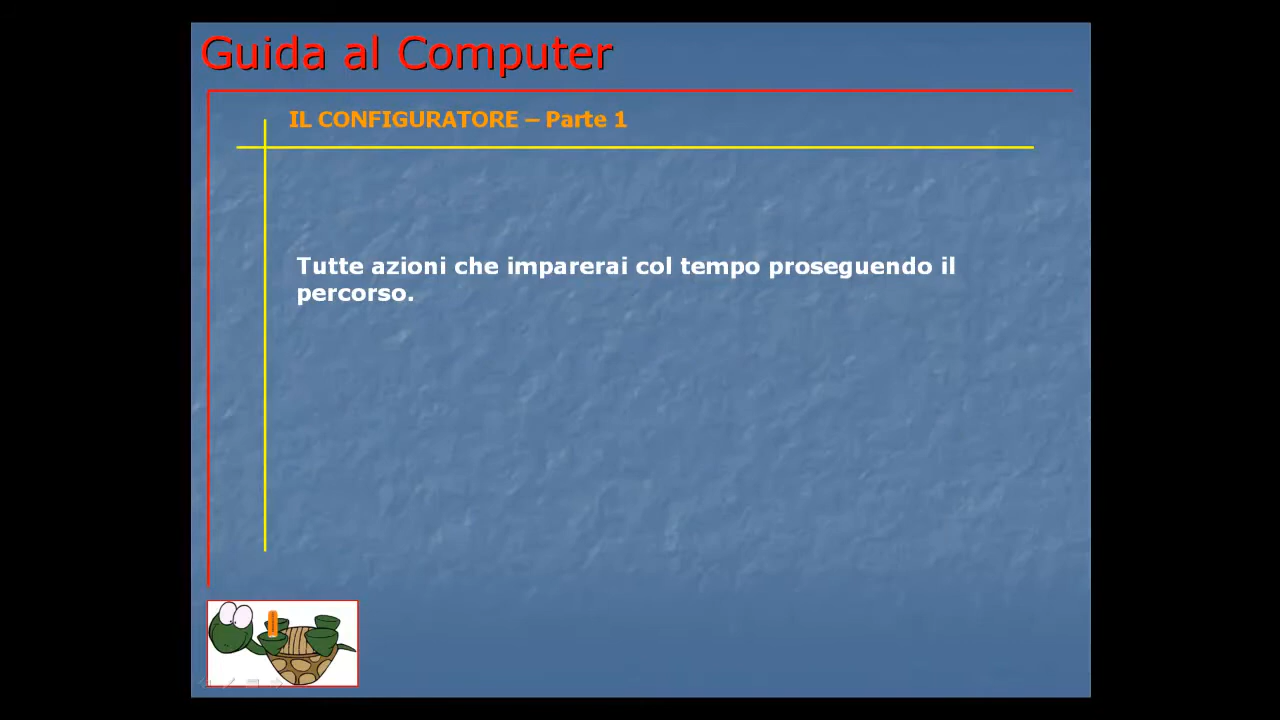 Guida al Computer
IL CONFIGURATORE – Parte 1
Tutte azioni che imparerai col tempo proseguendo il
percorso.